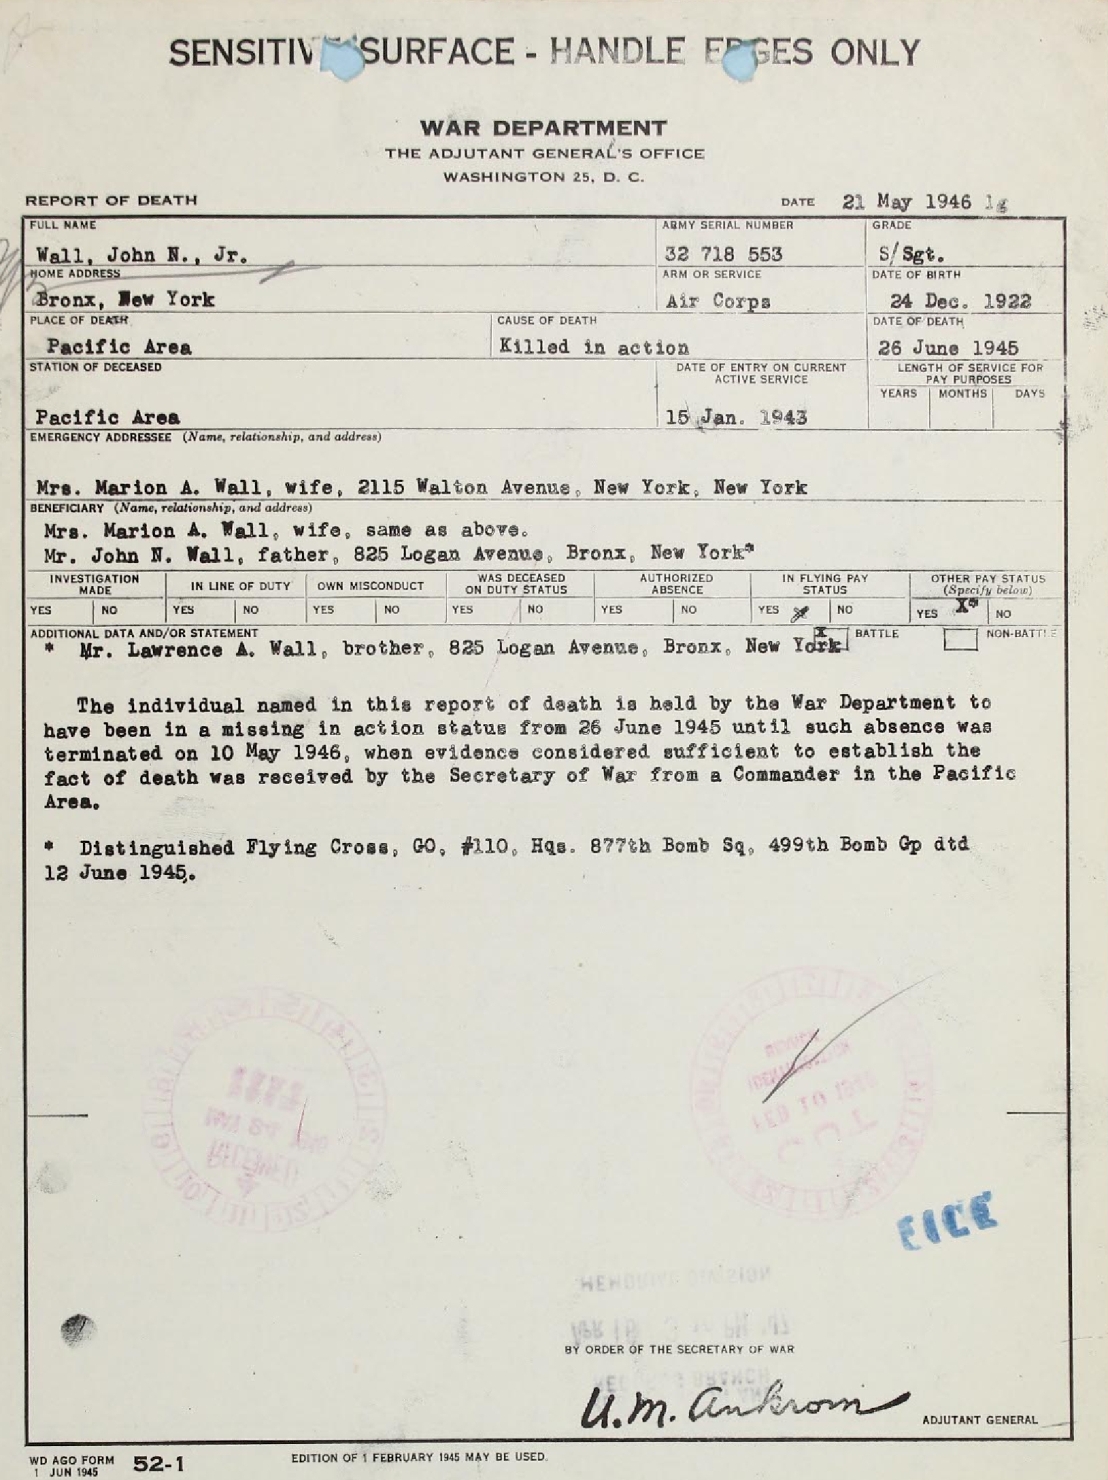 SENSITIVE SURFACE - HANDLE EDGES ONLY
WAR DEPARTMENT
THE ADJUTANT GENERAL'S OFFICE
WASHINGTON 25, D. C.
REPORT OF DEATH
DATE 21 May 1946 lg
FULL NAME
ARMY SERIAL NUMBER
GRADE
Wall, John N., Jr.
32 718 553
S/Sgt.
HOME ADDRESS
ARM OR SERVICE
DATE OF BIRTH
Bronx, New York
Air Corps
24 Dec. 1922
PLACE OF DEATH
CAUSE OF DEATH
DATE OF DEATH
Pacific Area
Killed in action
26 June 1945
STATION OF DECEASED
DATE OF ENTRY ON CURRENT
ACTIVE SERVICE
LENGTH OF SERVICE FOR
PAY PURPOSES
YEARS MONTHS DAYS
Pacific Area
15 Jan. 1943
EMERGENCY ADDRESSEE (Name, relationship, and address)
Mrs. Marion A. Wall, wife, 2115 Walton Avenue, New York, New York
BENEFICIARY (Name, relationship, and address)
Mrs. Marion A. Wall, wife, same as above.
Mr. John N. Wall, father, 825 Logan Avenue, Bronx, New York*
INVESTIGATION
MADE
IN LINE OF DUTY
OWN MISCONDUCT
WAS DECEASED
ON DUTY STATUS
AUTHORIZED
ABSENCE
IN FLYING PAY
STATUS
OTHER PAY STATUS
(Specify below)
YES NO YES NO YES NO YES NO YES NO YES X NO YES X* NO
ADDITIONAL DATA AND/OR STATEMENT
X BATTLE
NON-BATTLE
* Mr. Lawrence A. Wall, brother, 825 Logan Avenue, Bronx, New York
The individual named in this report of death is held by the War Department to
have been in a missing in action status from 26 June 1945 until such absence was
terminated on 10 May 1946, when evidence considered sufficient to establish the
fact of death was received by the Secretary of War from a Commander in the Pacific
Area.
* Distinguished Flying Cross, GO, #110, Hqs. 877th Bomb Sq, 499th Bomb Gp dtd
12 June 1945.
FILE
MEMORIAL DIVISION
BY ORDER OF THE SECRETARY OF WAR
U.M. Ankrom
ADJUTANT GENERAL
WD AGO FORM
1 JUN 1945
52-1
EDITION OF 1 FEBRUARY 1945 MAY BE USED.